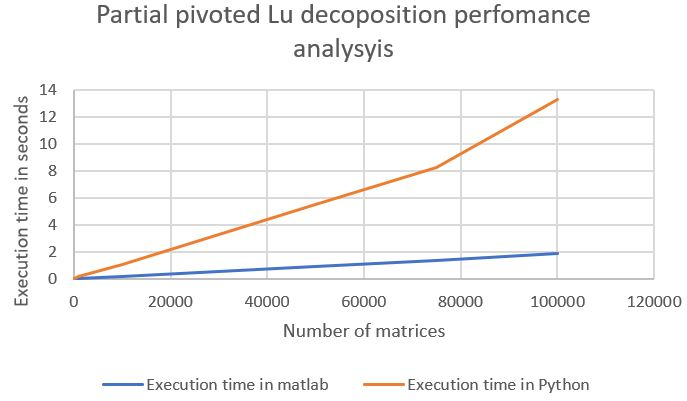 Partial pivoted Lu decoposition perfomance
analysyis
Execution time in seconds
14
12
10
8
6
4
2
0
0 20000 40000 60000 80000 100000 120000
Number of matrices
Execution time in matlab Execution time in Python